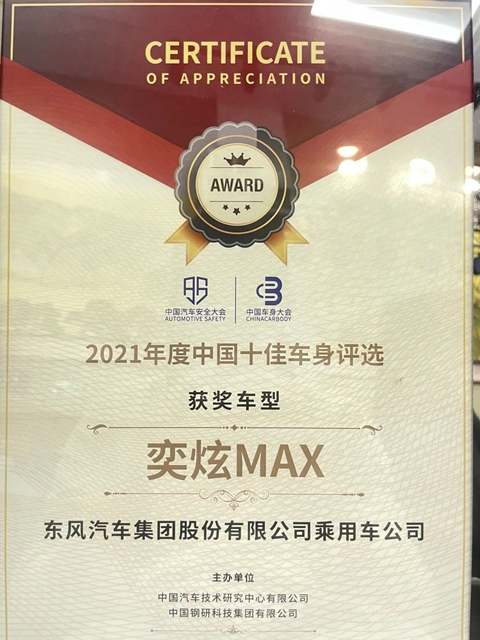 CERTIFICATE
OF APPRECIATION
AWARD
中国汽车安全大会 中国车身大会
AUTOMOTIVE SAFETY CHINACARBODY
2021年度中国十佳车身评选
获奖车型
奕炫MAX
东风汽车集团股份有限公司乘用车公司
主办单位
中国汽车技术研究中心有限公司
中国钢研科技集团有限公司